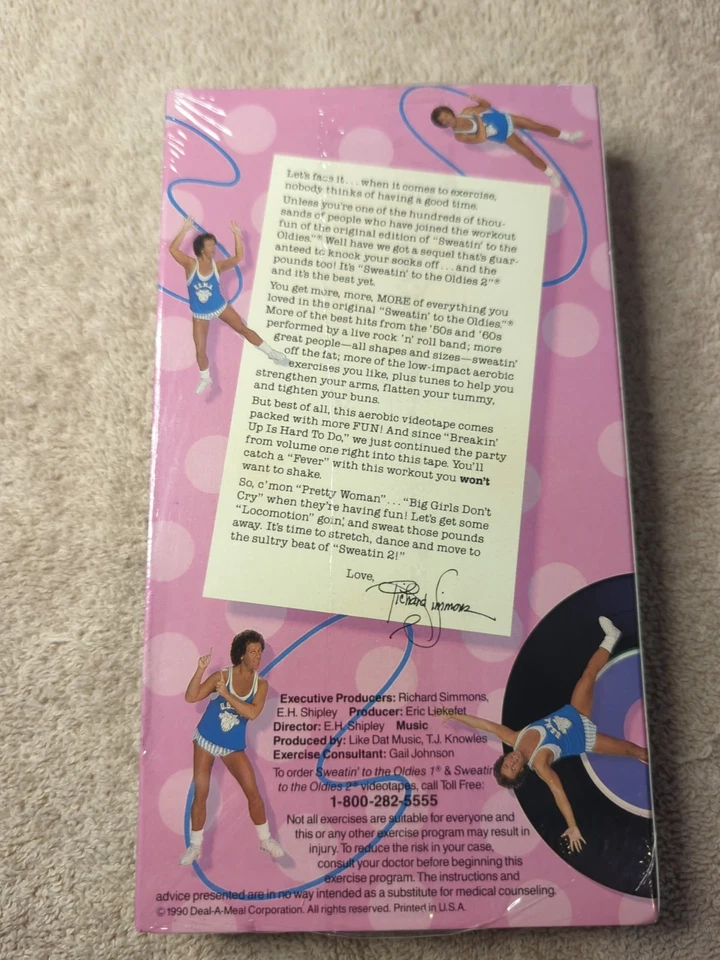 Let's face it...when it comes to exercise,
nobody thinks of having a good time.
Unless you're one of the hundreds of thou-
sands of people who have joined the workout
fun of the original edition of "Sweatin' to the
Oldies."® Well have we got a sequel that's guar-
anteed to knock your socks off...and the
pounds too! It's "Sweatin' to the Oldies 2"®
and it's the best yet.
You get more, more, MORE of everything you
loved in the original "Sweatin' to the Oldies."®
More of the best hits from the '50s and '60s
performed by a live rock 'n' roll band; more
great people—all shapes and sizes—sweatin'
off the fat; more of the low-impact aerobic
exercises you like, plus tunes to help you
strengthen your arms, flatten your tummy,
and tighten your buns.
But best of all, this aerobic videotape comes
packed with more FUN! And since "Breakin'
Up Is Hard To Do," we just continued the party
from volume one right into this tape. You'll
catch a "Fever" with this workout you won't
want to shake.
So, c'mon "Pretty Woman"..."Big Girls Don't
Cry" when they're having fun! Let's get some
"Locomotion" goin', and sweat those pounds
away. It's time to stretch, dance and move to
the sultry beat of "Sweatin 2!"
Love,
Richard Simmons
Executive Producers: Richard Simmons,
E.H. Shipley Producer: Eric Liekefet
Director: E.H. Shipley Music
Produced by: Like Dat Music, T.J. Knowles
Exercise Consultant: Gail Johnson
To order Sweatin' to the Oldies 1® & Sweatin'
to the Oldies 2® videotapes, call Toll Free:
1-800-282-5555
Not all exercises are suitable for everyone and
this or any other exercise program may result in
injury. To reduce the risk in your case,
consult your doctor before beginning this
exercise program. The instructions and
advice presented are in no way intended as a substitute for medical counseling.
© 1990 Deal-A-Meal Corporation. All rights reserved. Printed in U.S.A.